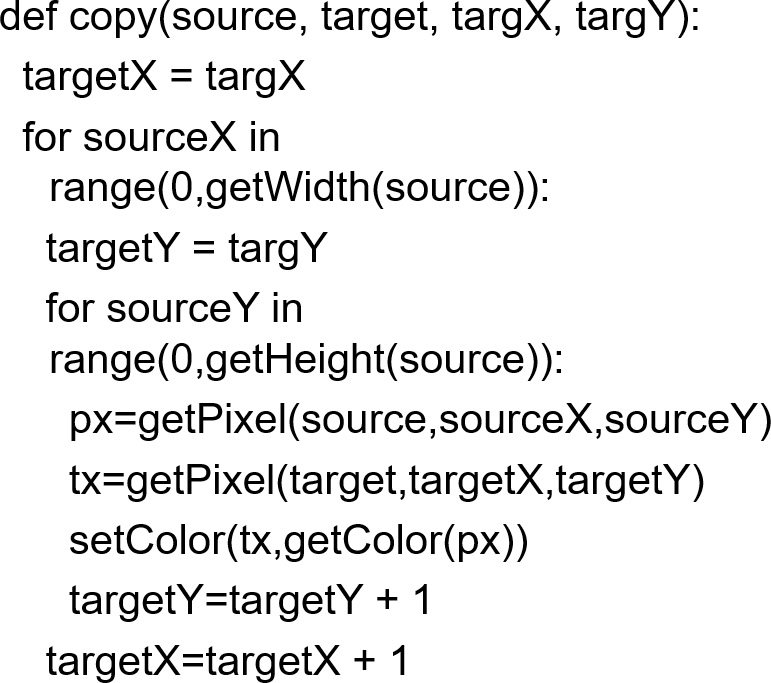 def copy(source, target, targX, targY):
targetX = targX
for sourceX in
range(0,getWidth(source)):
targetY = targY
for sourceY in
range(0,getHeight(source)):
px=getPixel(source,sourceX,sourceY)
tx=getPixel(target,targetX,targetY)
setColor(tx,getColor(px))
targetY=targetY + 1
targetX=targetX + 1